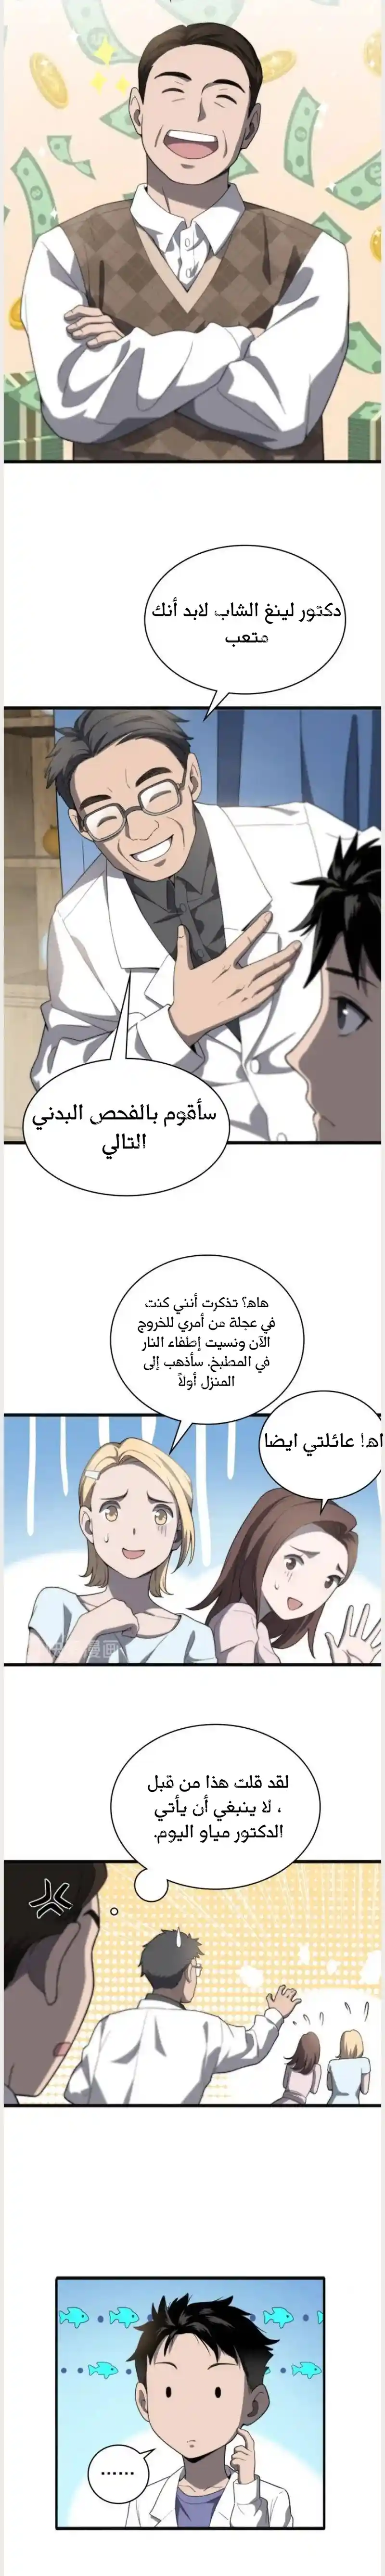 دكتور لينغ الشاب لابد أنك
متعب
سأقوم بالفحص البدني
التالي
هاه؟ تذكرت أنني كنت
في عجلة من أمري للخروج
الآن ونسيت إطفاء النار
في المطبخ. سأذهب إلى
المنزل أولاً
اه! عائلتي ايضا
لقد قلت هذا من قبل
، لا ينبغي أن يأتي
الدكتور مياو اليوم.
......